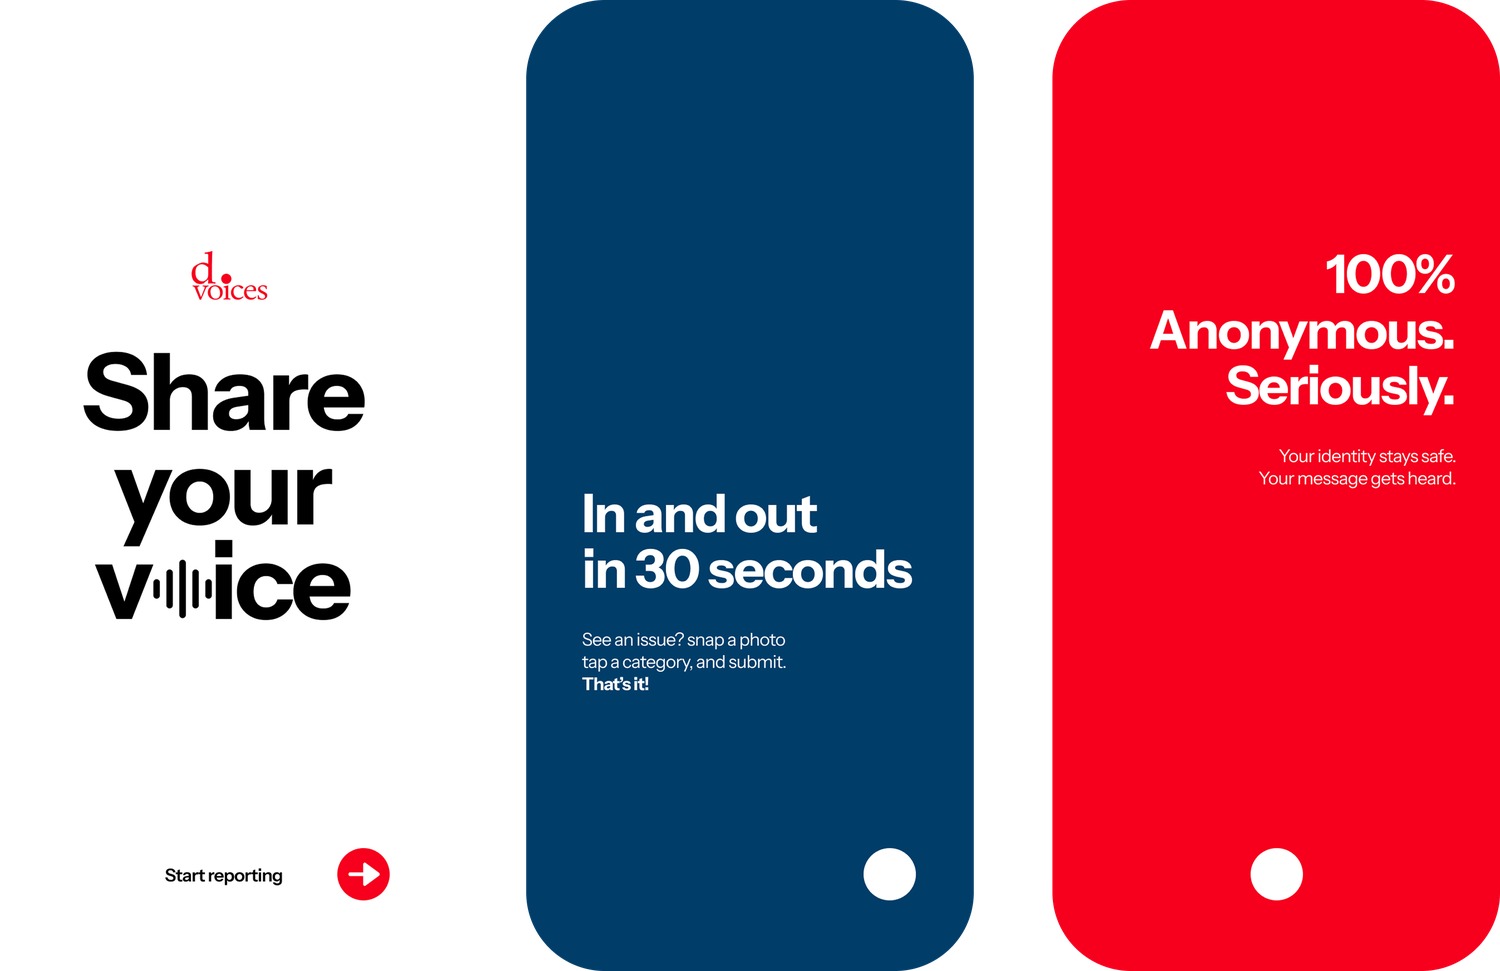 d.
voices
Share
your
voice
Start reporting
In and out
in 30 seconds
See an issue? snap a photo
tap a category, and submit.
That's it!
100%
Anonymous.
Seriously.
Your identity stays safe.
Your message gets heard.